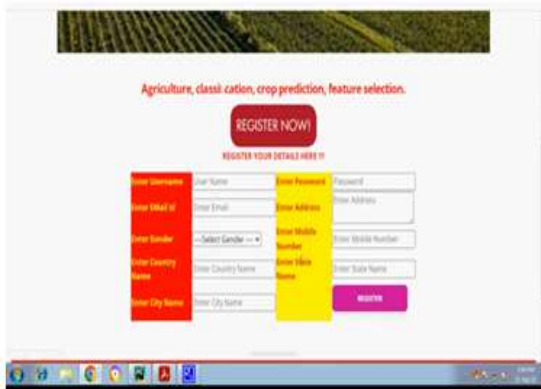 Agriculture, classi cation, crop prediction, feature selection.
REGISTER NOW!
REGISTER YOUR DETAILS HERE !!!
Enter Username User Name Enter Password Password
Enter EMail Id Enter Email Enter Address Enter Address
Enter Gender ---Select Gender --- Enter Mobile Number Enter Mobile Number
Enter Country Name Enter Country Name Enter State Name Enter State Name
Enter City Name Enter City Name REGISTER